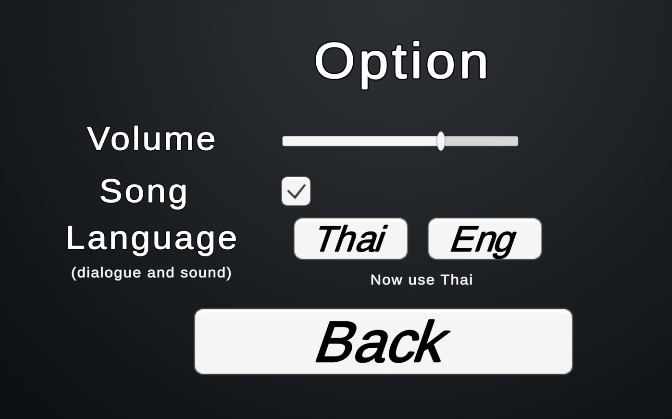 Option
Volume
Song
Language Thai Eng
(dialogue and sound)
Now use Thai
Back